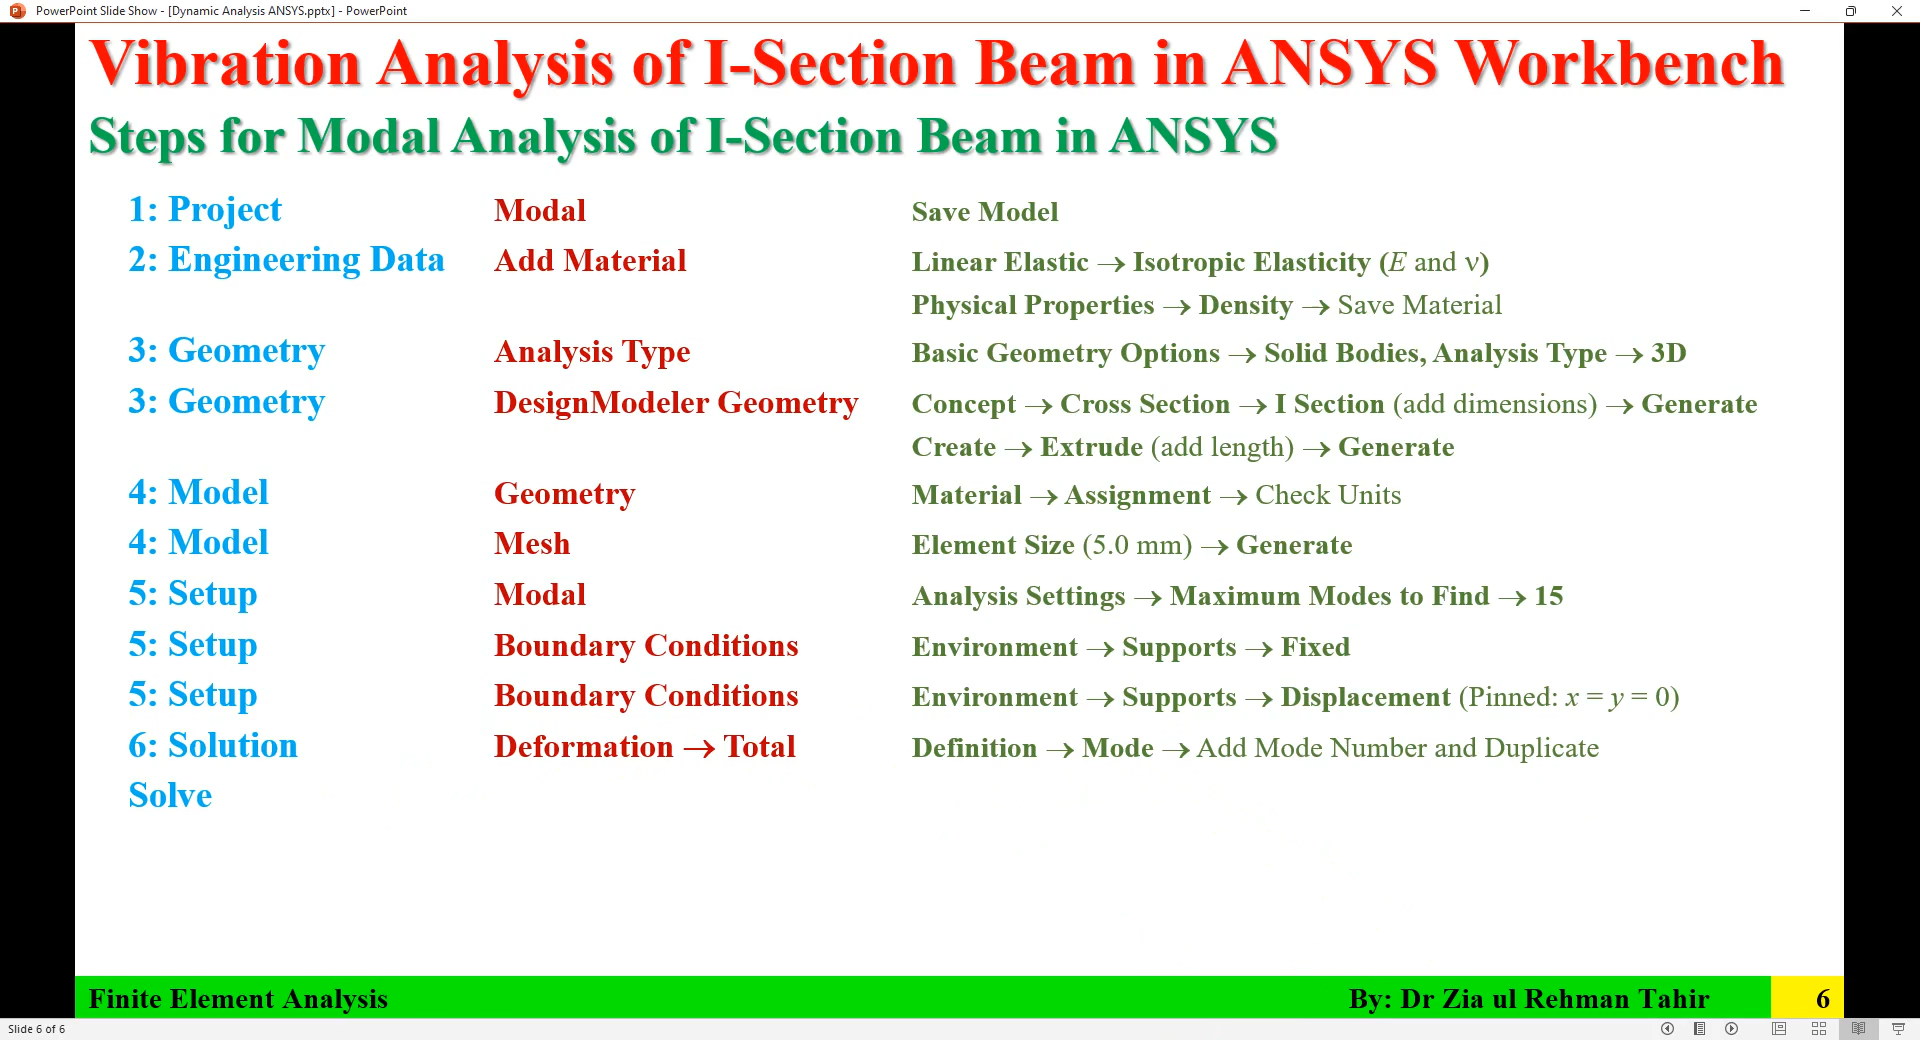 PowerPoint Slide Show - [Dynamic Analysis ANSYS.pptx] - PowerPoint
Vibration Analysis of I-Section Beam in ANSYS Workbench
Steps for Modal Analysis of I-Section Beam in ANSYS
1: Project Modal Save Model
2: Engineering Data Add Material Linear Elastic → Isotropic Elasticity (E and ν)
Physical Properties → Density → Save Material
3: Geometry Analysis Type Basic Geometry Options → Solid Bodies, Analysis Type → 3D
3: Geometry DesignModeler Geometry Concept → Cross Section → I Section (add dimensions) → Generate
Create → Extrude (add length) → Generate
4: Model Geometry Material → Assignment → Check Units
4: Model Mesh Element Size (5.0 mm) → Generate
5: Setup Modal Analysis Settings → Maximum Modes to Find → 15
5: Setup Boundary Conditions Environment → Supports → Fixed
5: Setup Boundary Conditions Environment → Supports → Displacement (Pinned: x = y = 0)
6: Solution Deformation → Total Definition → Mode → Add Mode Number and Duplicate
Solve
Finite Element Analysis By: Dr Zia ul Rehman Tahir 6
Slide 6 of 6